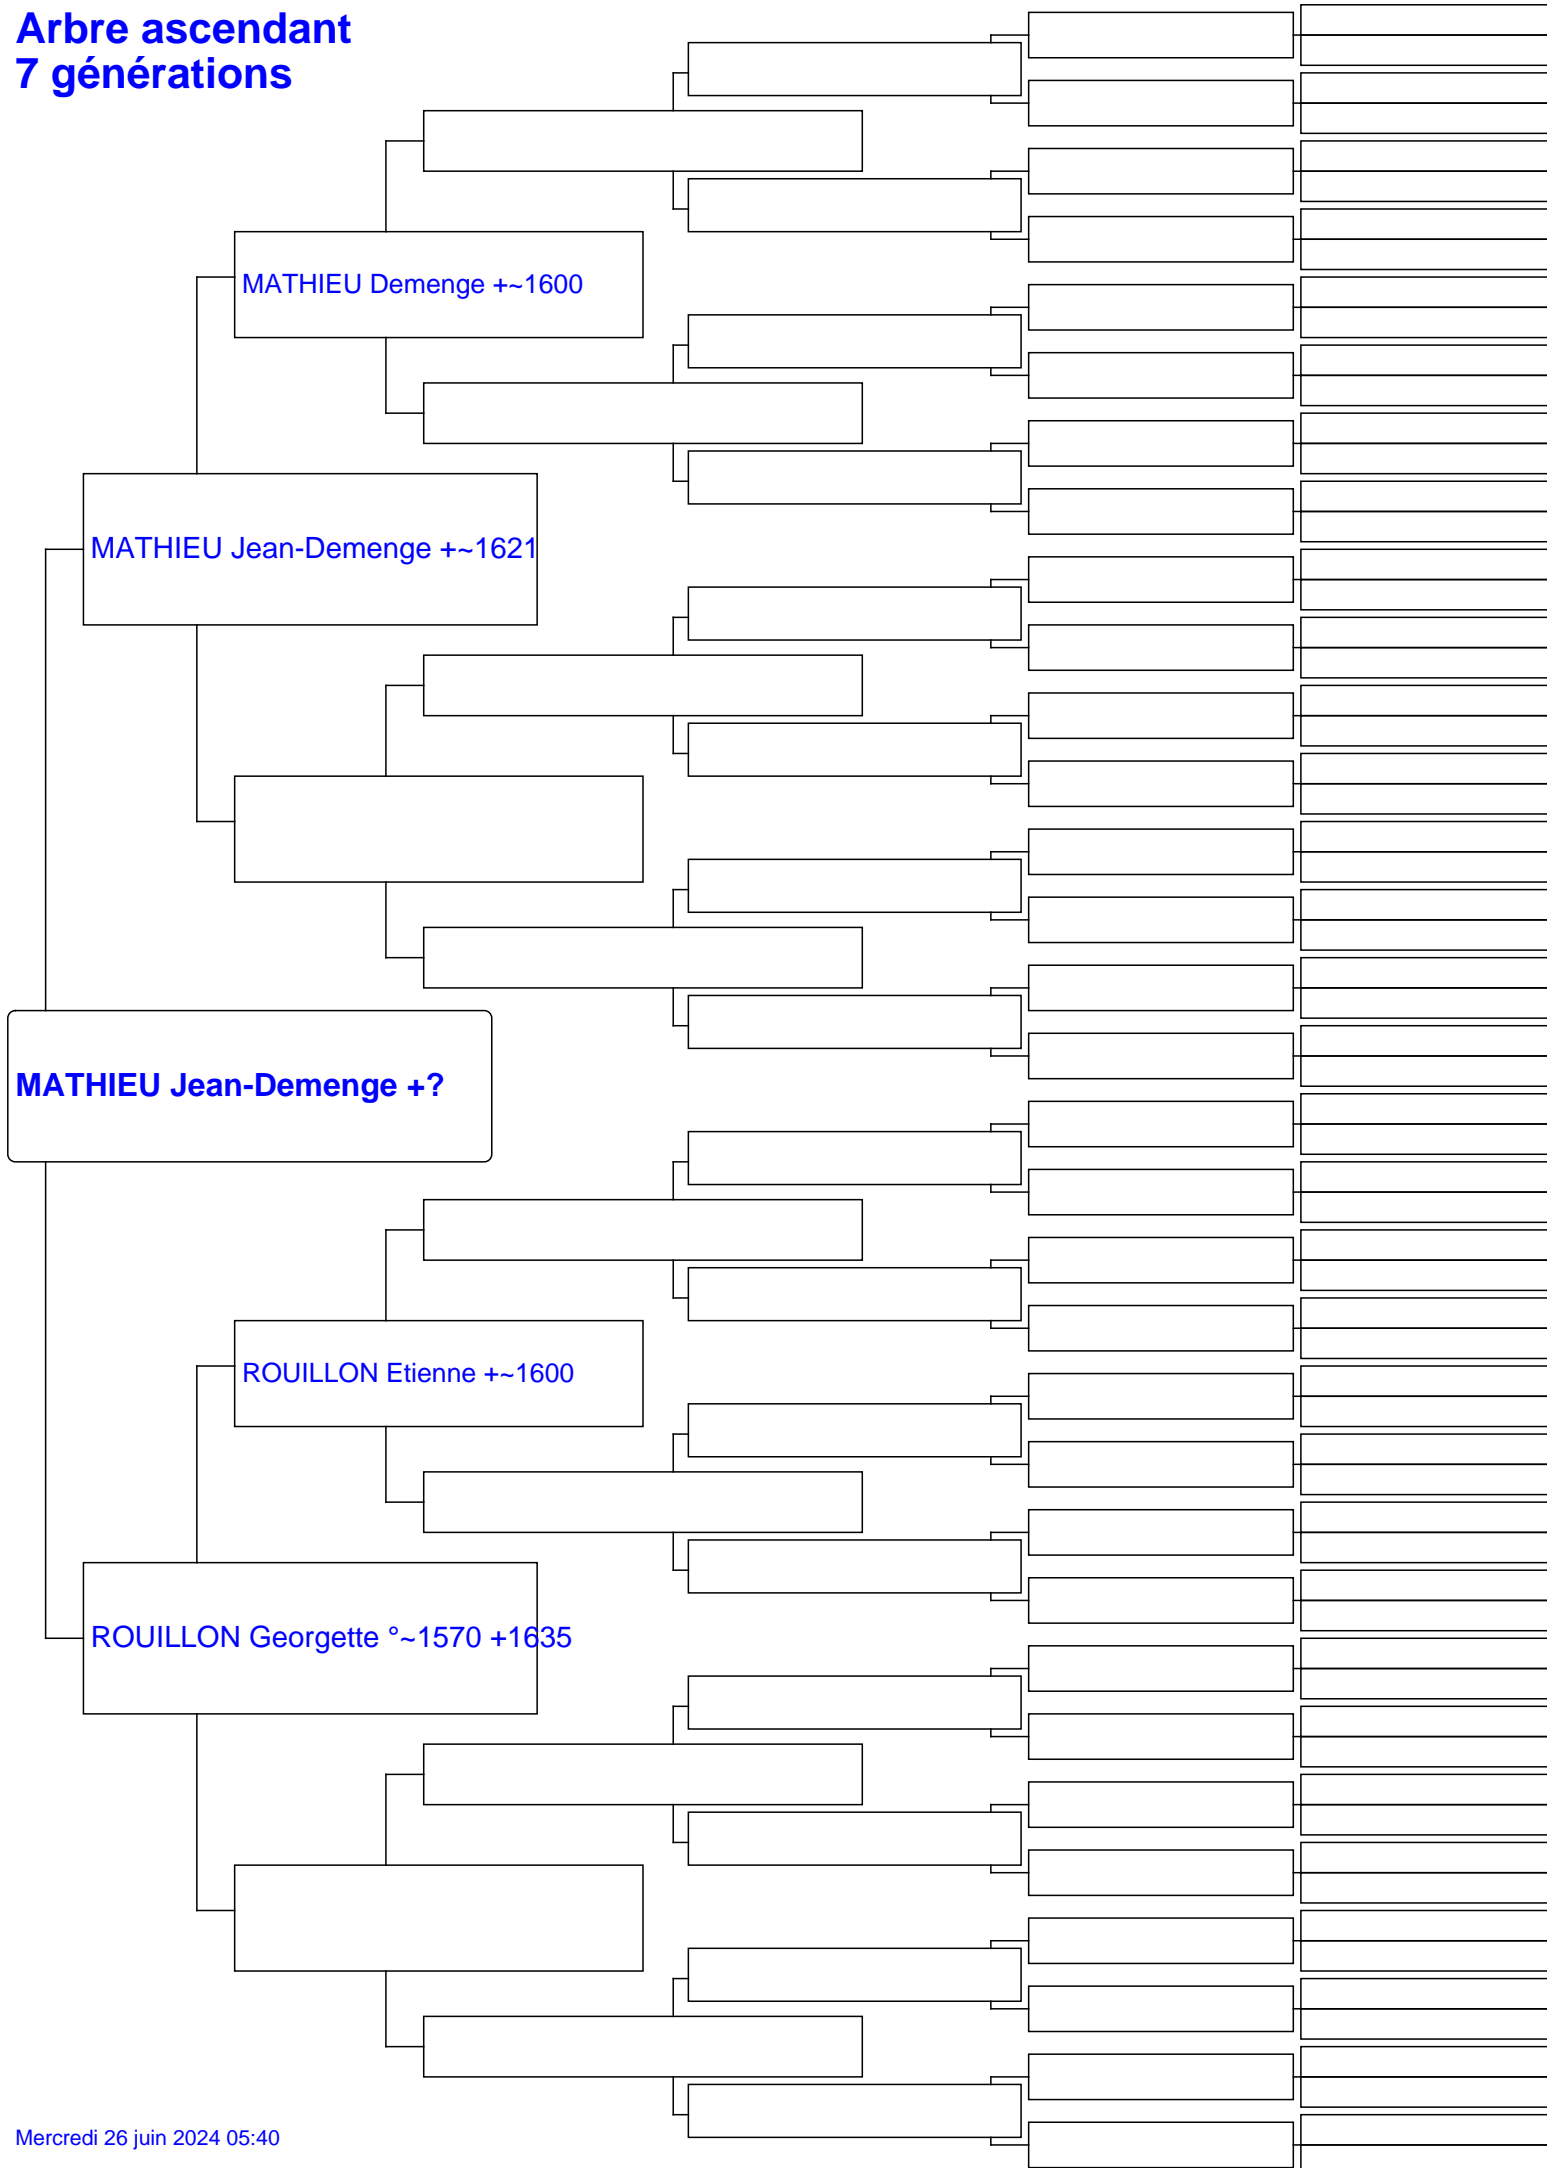 Arbre ascendant
7 générations
MATHIEU Demenge +~1600
MATHIEU Jean-Demenge +~1621
MATHIEU Jean-Demenge +?
ROUILLON Etienne +~1600
ROUILLON Georgette °~1570 +1635
Mercredi 26 juin 2024 05:40